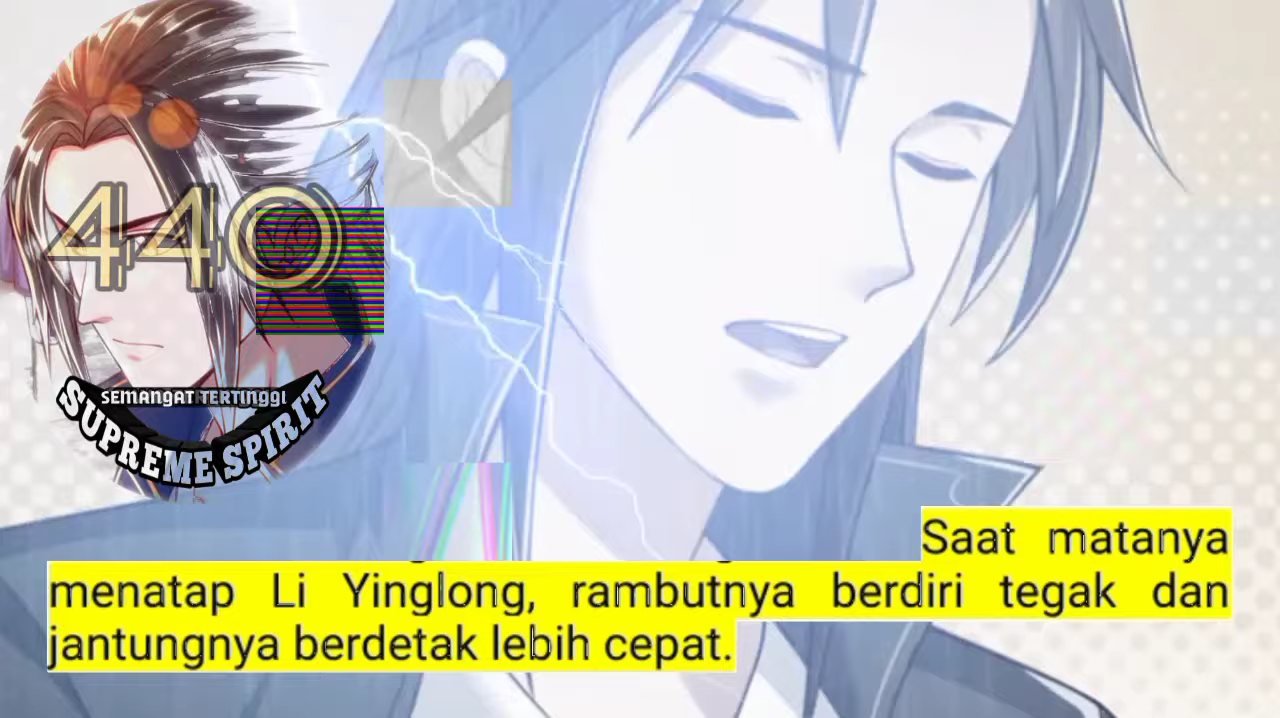 440
SEMANGAT TERTINGGI
SUPREME SPIRIT
Saat matanya
menatap Li Yinglong, rambutnya berdiri tegak dan
jantungnya berdetak lebih cepat.